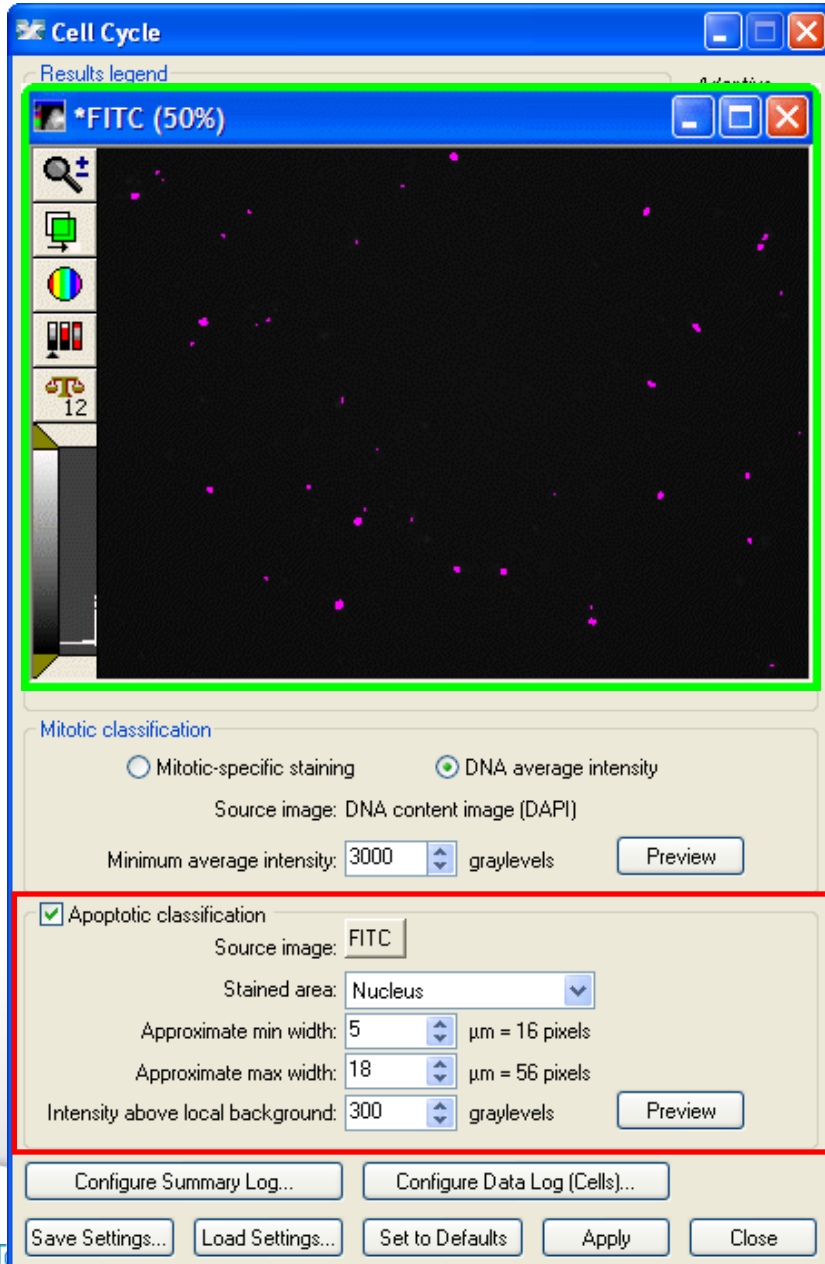 Cell Cycle
Results legend
Adaptive
*FITC (50%)
12
Mitotic classification
Mitotic-specific staining DNA average intensity
Source image: DNA content image (DAPI)
Minimum average intensity: 3000 graylevels Preview
Apoptotic classification
Source image: FITC
Stained area: Nucleus
Approximate min width: 5 µm = 16 pixels
Approximate max width: 18 µm = 56 pixels
Intensity above local background: 300 graylevels Preview
Configure Summary Log... Configure Data Log (Cells)...
Save Settings... Load Settings... Set to Defaults Apply Close